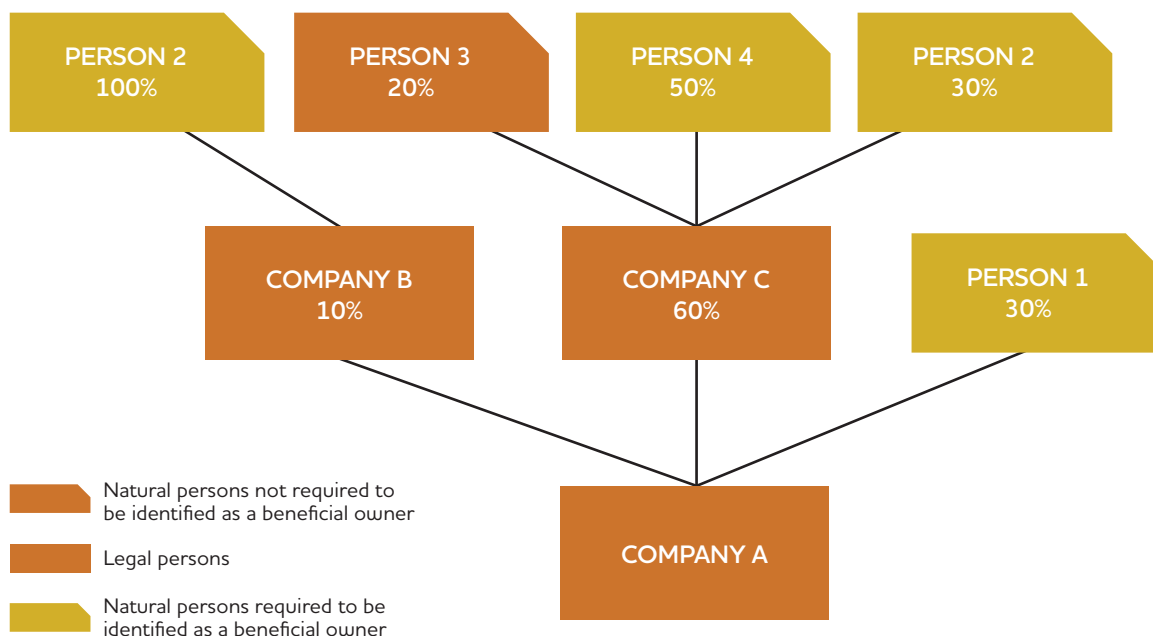 PERSON 2
100%
PERSON 3
20%
PERSON 4
50%
PERSON 2
30%
COMPANY B
10%
COMPANY C
60%
PERSON 1
30%
Natural persons not required to
be identified as a beneficial owner
Legal persons
Natural persons required to be
identified as a beneficial owner
COMPANY A